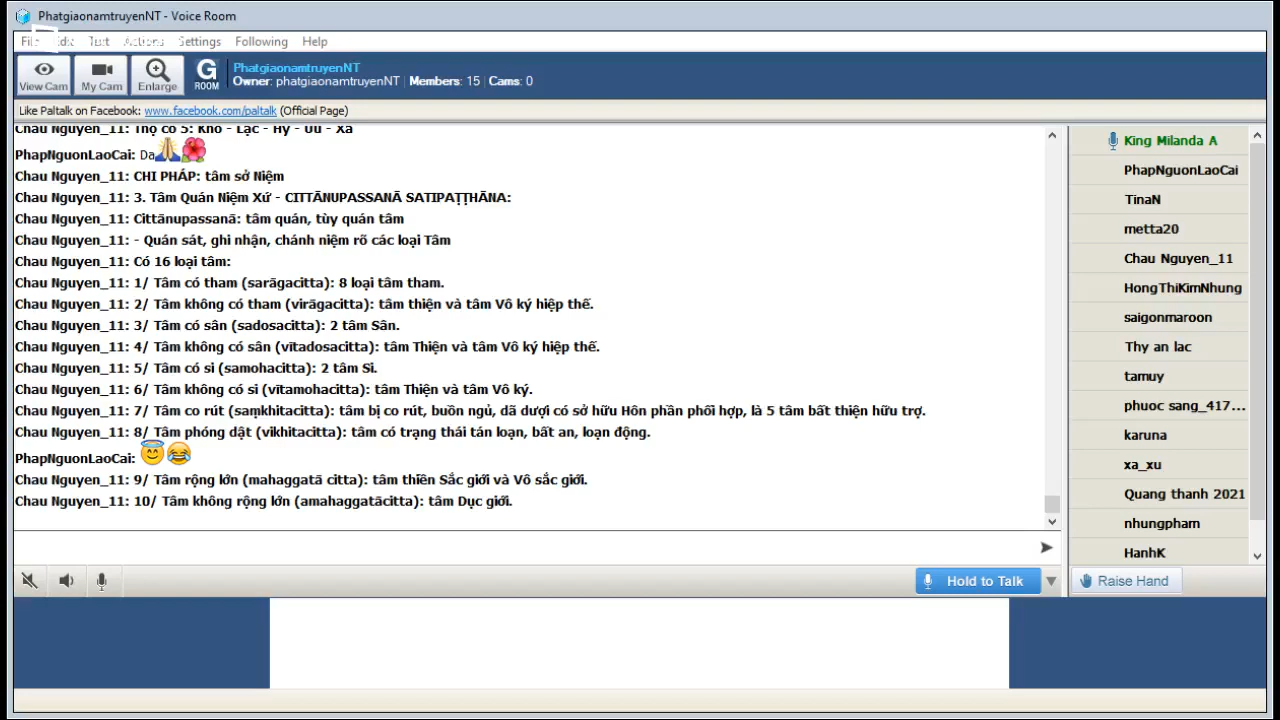 PhatgiaonamtruyenNT - Voice Room
Settings Following Help
View Cam
My Cam
Enlarge
G ROOM
PhatgiaonamtruyenNT
Owner: phatgiaonamtruyenNT | Members: 15 | Cams: 0
Like Paltalk on Facebook: www.facebook.com/paltalk (Official Page)
Chau Nguyen_11: Thọ có 5: Khổ - Lạc - Hỷ - Ưu - Xả
PhapNguonLaoCai: Da
Chau Nguyen_11: CHI PHÁP: tâm sở Niệm
Chau Nguyen_11: 3. Tâm Quán Niệm Xứ - CITTĀNUPASSANĀ SATIPAṬṬHĀNA:
Chau Nguyen_11: Cittānupassanā: tâm quán, tùy quán tâm
Chau Nguyen_11: - Quán sát, ghi nhận, chánh niệm rõ các loại Tâm
Chau Nguyen_11: Có 16 loại tâm:
Chau Nguyen_11: 1/ Tâm có tham (sarāgacitta): 8 loại tâm tham.
Chau Nguyen_11: 2/ Tâm không có tham (virāgacitta): tâm thiện và tâm Vô ký hiệp thế.
Chau Nguyen_11: 3/ Tâm có sân (sadosacitta): 2 tâm Sân.
Chau Nguyen_11: 4/ Tâm không có sân (vītadosacitta): tâm Thiện và tâm Vô ký hiệp thế.
Chau Nguyen_11: 5/ Tâm có si (samohacitta): 2 tâm Si.
Chau Nguyen_11: 6/ Tâm không có si (vītamohacitta): tâm Thiện và tâm Vô ký.
Chau Nguyen_11: 7/ Tâm co rút (saṃkhitacitta): tâm bị co rút, buồn ngủ, dã dượi có sở hữu Hôn phần phối hợp, là 5 tâm bất thiện hữu trợ.
Chau Nguyen_11: 8/ Tâm phóng dật (vikhitacitta): tâm có trạng thái tán loạn, bất an, loạn động.
PhapNguonLaoCai:
Chau Nguyen_11: 9/ Tâm rộng lớn (mahaggatā citta): tâm thiền Sắc giới và Vô sắc giới.
Chau Nguyen_11: 10/ Tâm không rộng lớn (amahaggatācitta): tâm Dục giới.
King Milanda A
PhapNguonLaoCai
TinaN
metta20
Chau Nguyen_11
HongThiKimNhung
saigonmaroon
Thy an lac
tamuy
phuoc sang_417...
karuna
xa_xu
Quang thanh 2021
nhungpham
HanhK
Hold to Talk
Raise Hand